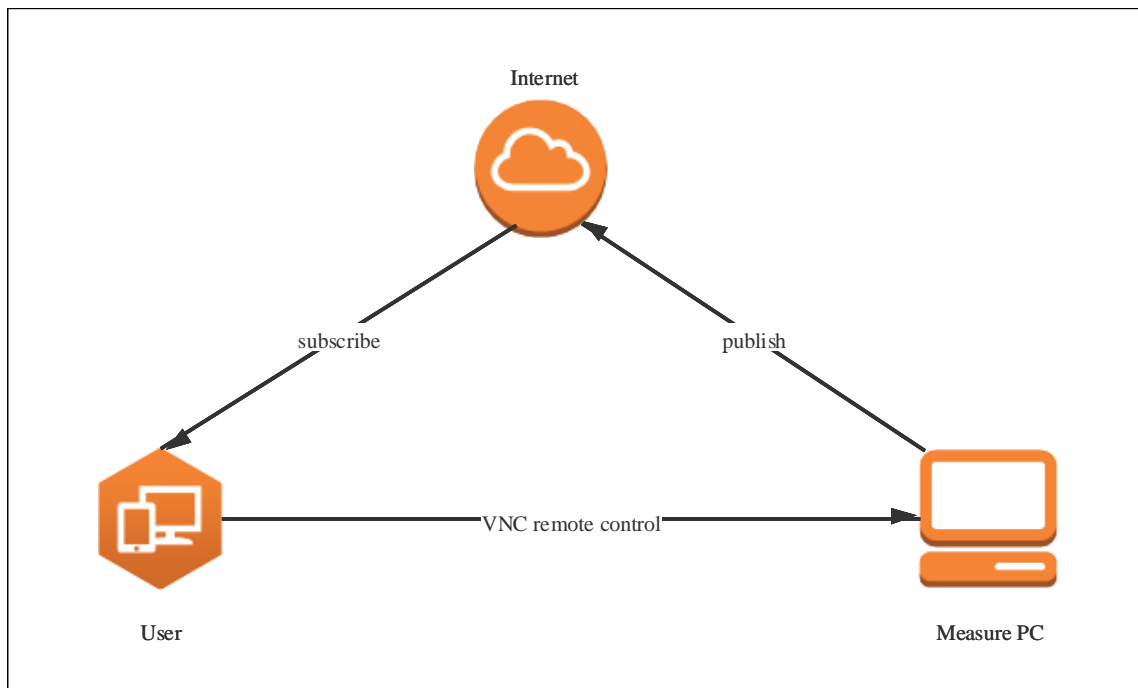 Internet
subscribe
publish
VNC remote control
User
Measure PC